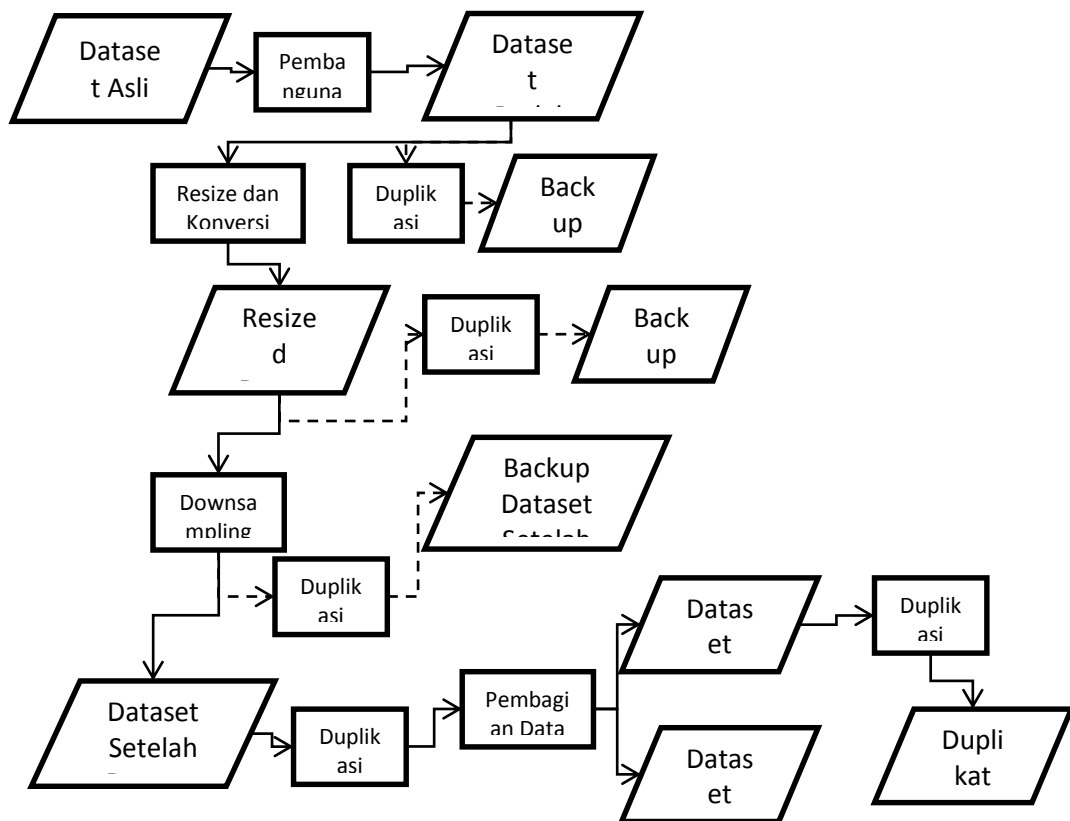 Datase
t Asli
Pemba
nguna
Datase
t
Resize dan
Konversi
Duplik
asi
Back
up
Resize
d
Duplik
asi
Back
up
Downsa
mpling
Backup
Dataset
Setelah
Duplik
asi
Datas
et
Duplik
asi
Dataset
Setelah
Duplik
asi
Pembagi
an Data
Datas
et
Dupli
kat